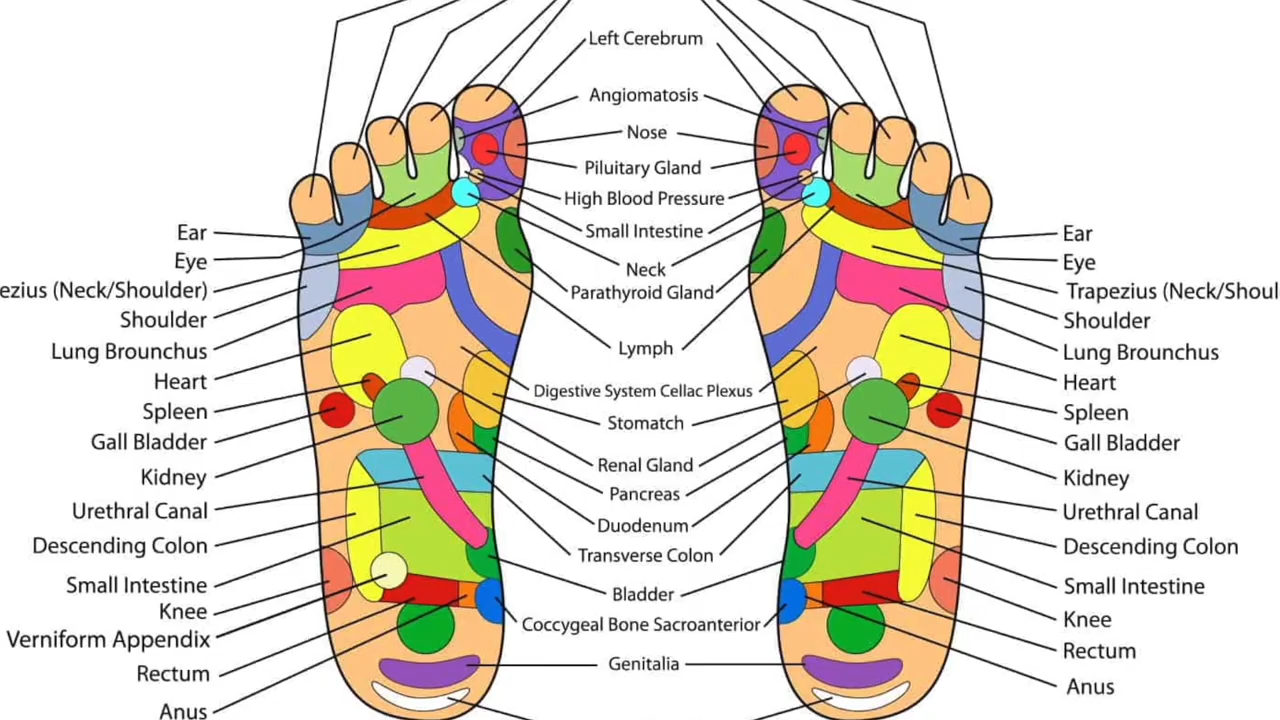 Left Cerebrum
Angiomatosis
Nose
Piluitary Gland
High Blood Pressure
Small Intestine
Neck
Parathyroid Gland
Lymph
Digestive System Cellac Plexus
Stomatch
Renal Gland
Pancreas
Duodenum
Transverse Colon
Bladder
Coccygeal Bone Sacroanterior
Genitalia
Ear
Eye
ezius (Neck/Shoulder)
Shoulder
Lung Brounchus
Heart
Spleen
Gall Bladder
Kidney
Urethral Canal
Descending Colon
Small Intestine
Knee
Verniform Appendix
Rectum
Anus
Ear
Eye
Trapezius (Neck/Shoul
Shoulder
Lung Brounchus
Heart
Spleen
Gall Bladder
Kidney
Urethral Canal
Descending Colon
Small Intestine
Knee
Rectum
Anus